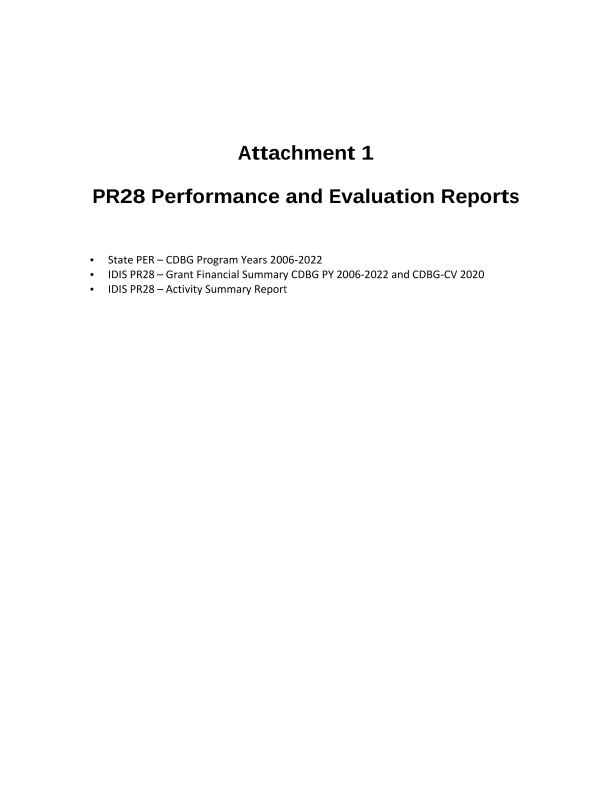 Attachment 1
PR28 Performance and Evaluation Reports
• State PER – CDBG Program Years 2006-2022
• IDIS PR28 – Grant Financial Summary CDBG PY 2006-2022 and CDBG-CV 2020
• IDIS PR28 – Activity Summary Report